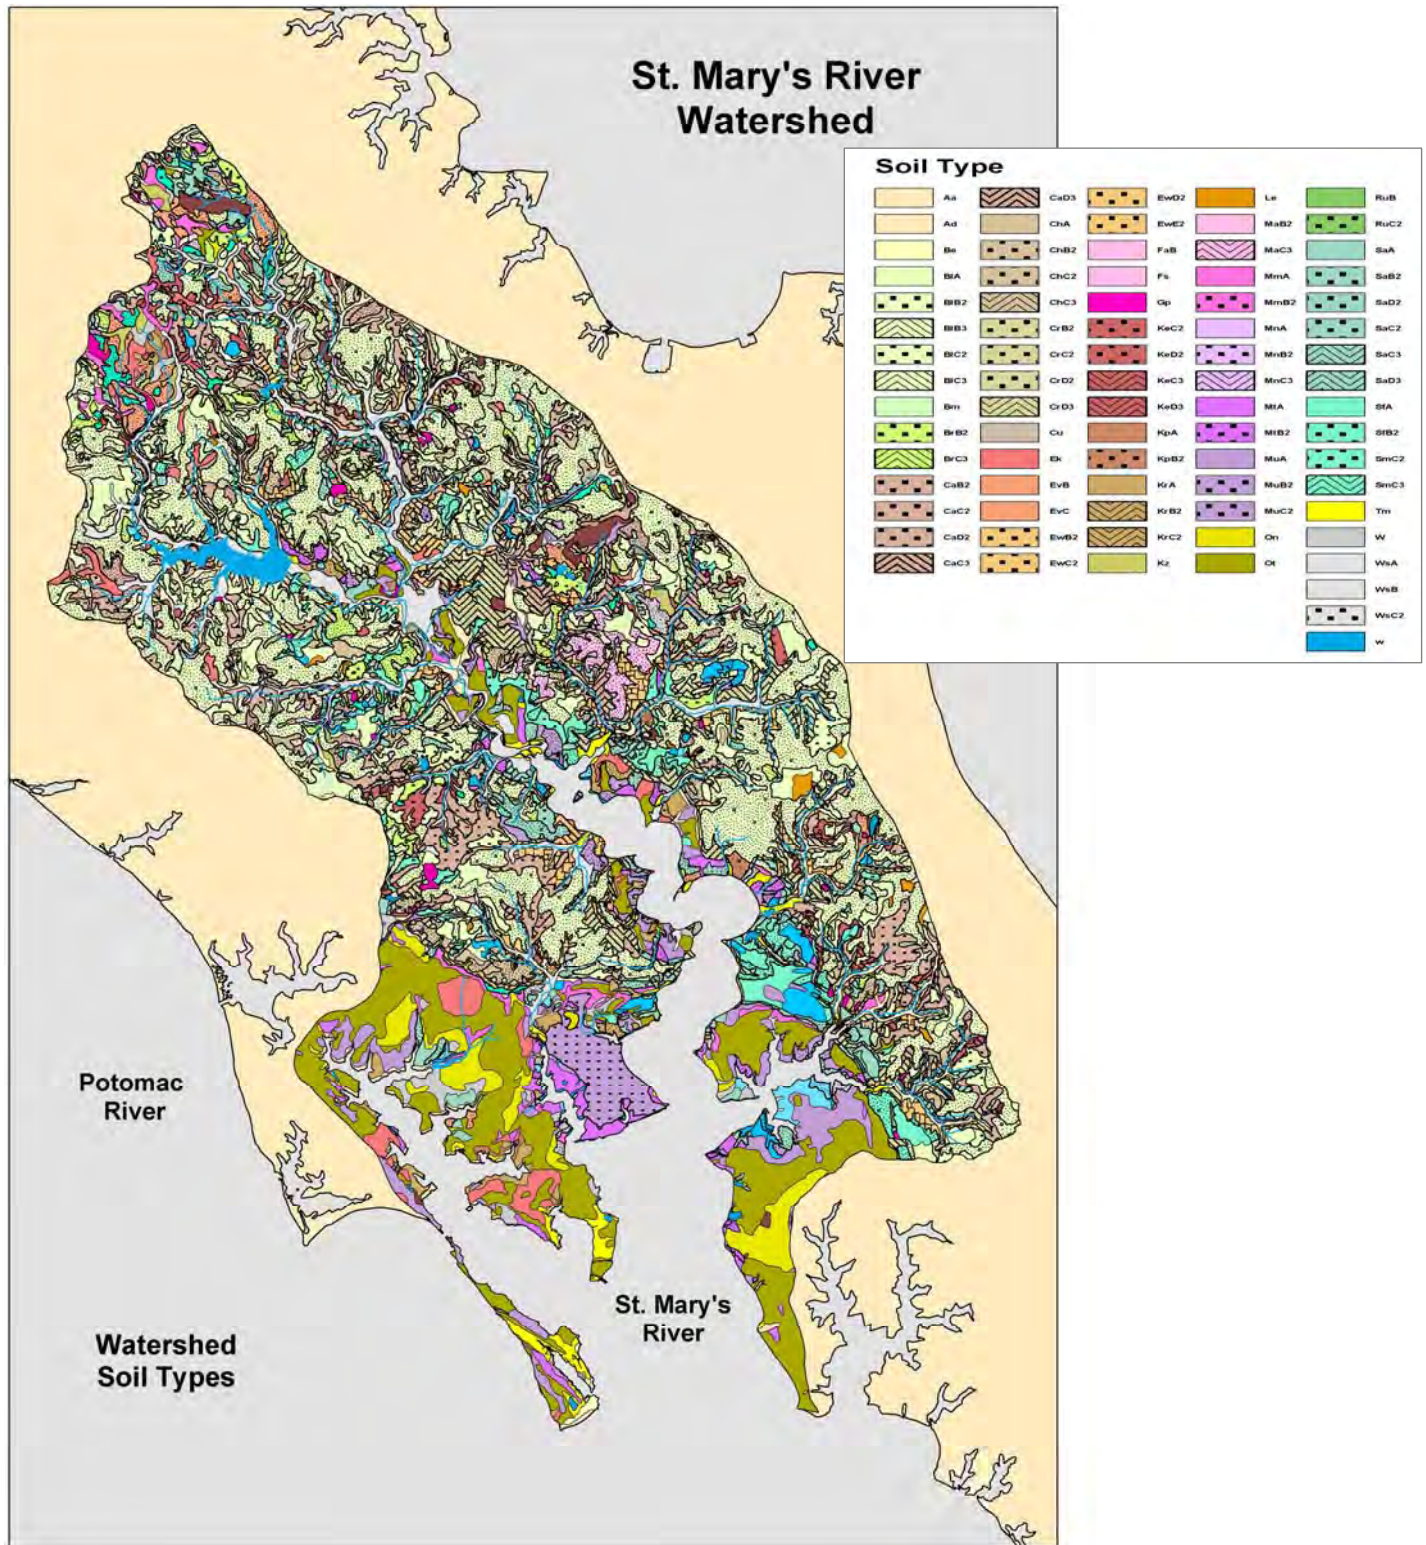 St. Mary's River
Watershed
Soil Type
Aa
Ad
Be
BlA
BlB2
BlB3
BlC2
BlC3
Bm
BrB2
BrC3
CaB2
CaC2
CaD2
CaC3
CaD3
ChA
ChB2
ChC2
ChC3
CrB2
CrC2
CrD2
CrD3
Cu
Ek
EvB
EvC
EwB2
EwC2
EwD2
EwE2
FaB
Fs
Gp
KeC2
KeD2
KeC3
KeD3
KpA
KpB2
KrA
KrB2
KrC2
Kz
Le
MaB2
MaC3
MmA
MmB2
MnA
MnB2
MnC3
MtA
MtB2
MuA
MuB2
MuC2
On
Ot
RuB
RuC2
SaA
SaB2
SaD2
SaC2
SaC3
SaD3
SfA
SfB2
SmC2
SmC3
Tm
W
WsA
WsB
WsC2
w
Potomac
River
St. Mary's
River
Watershed
Soil Types